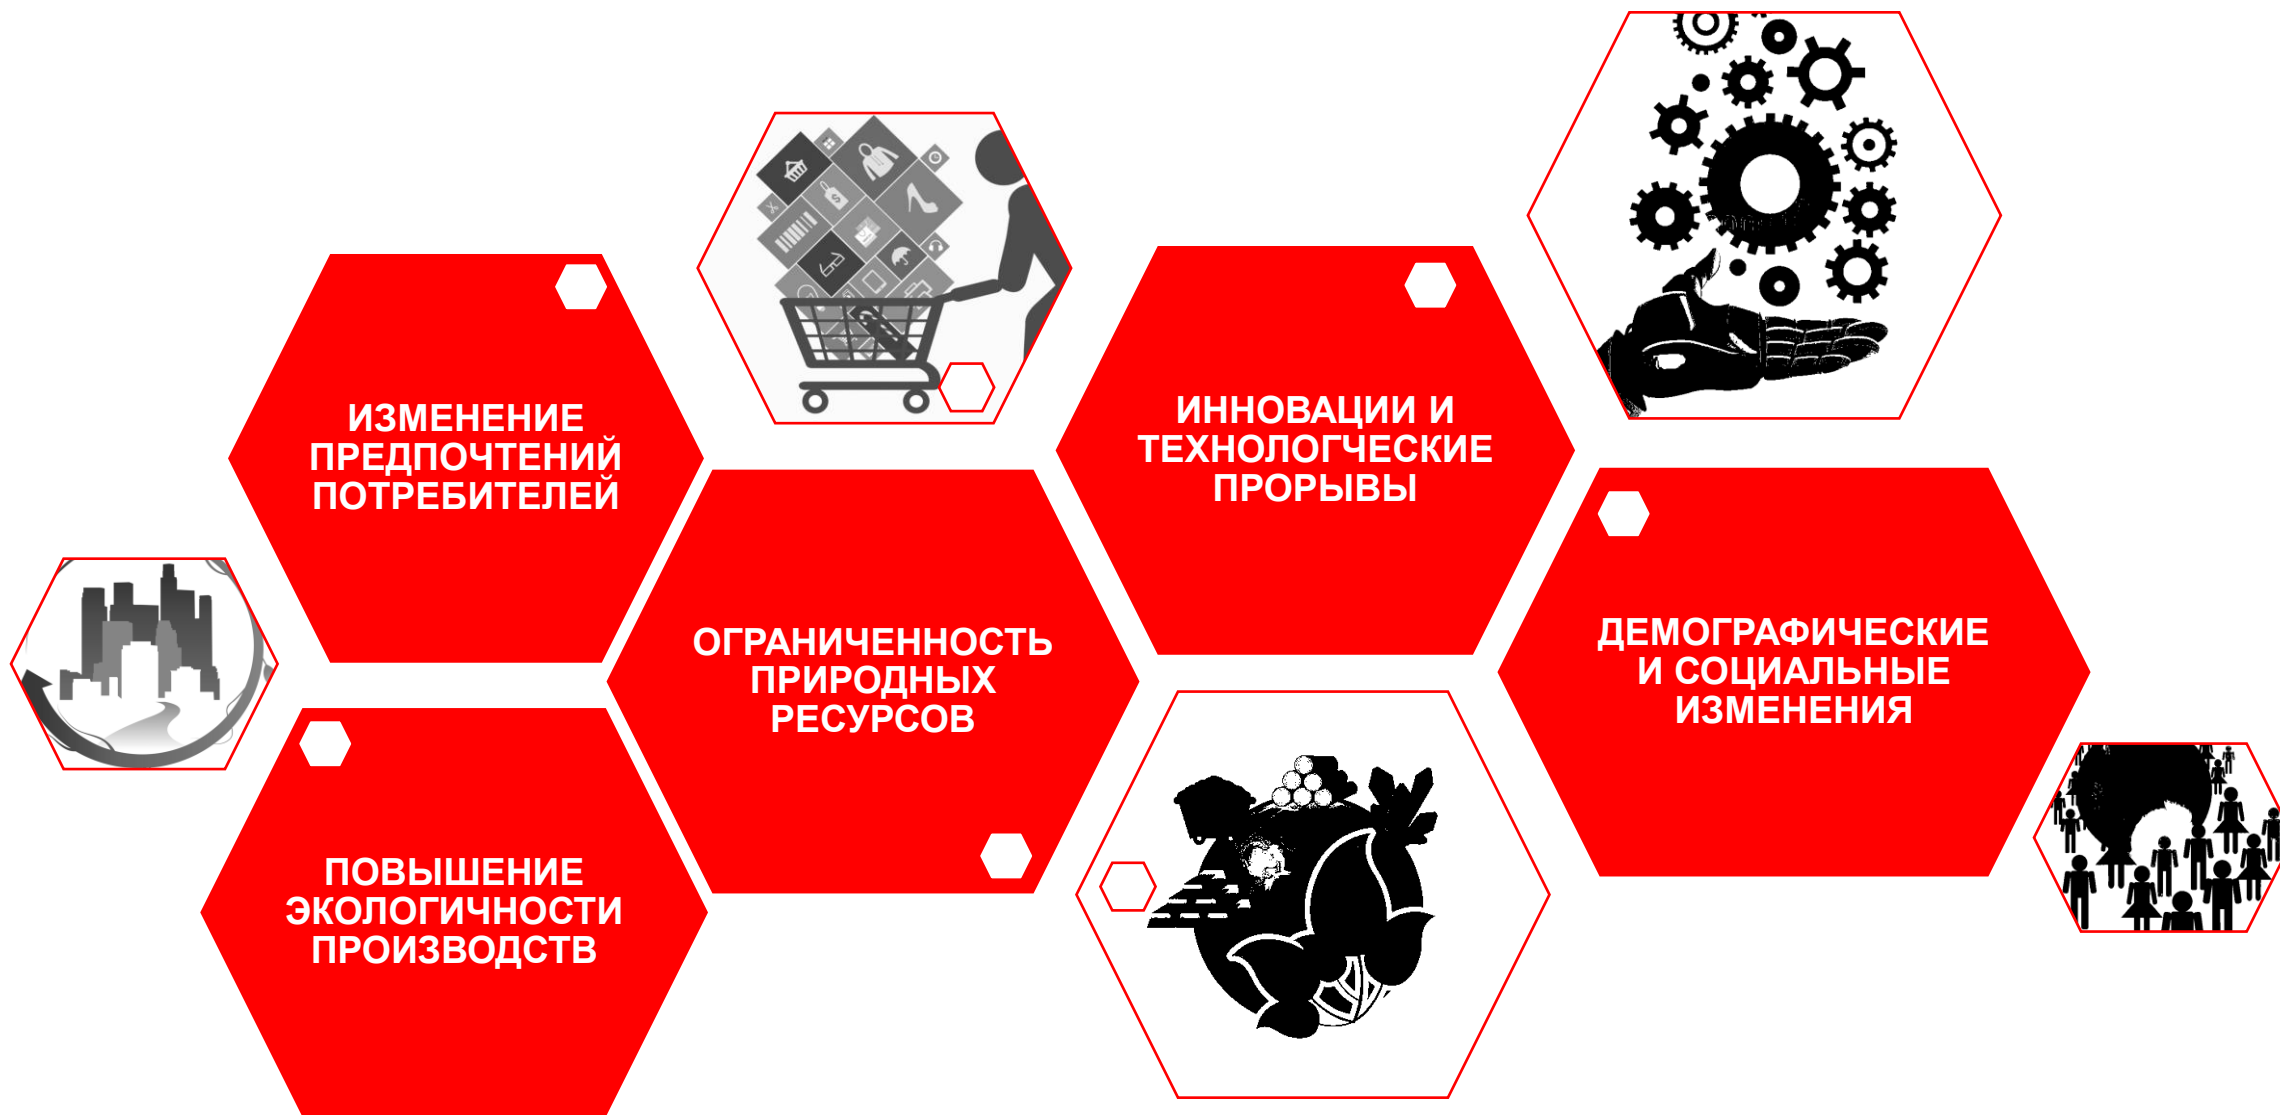 ИЗМЕНЕНИЕ
ПРЕДПОЧТЕНИЙ
ПОТРЕБИТЕЛЕЙ
ИННОВАЦИИ И
ТЕХНОЛОГЧЕСКИЕ
ПРОРЫВЫ
ОГРАНИЧЕННОСТЬ
ПРИРОДНЫХ
РЕСУРСОВ
ДЕМОГРАФИЧЕСКИЕ
И СОЦИАЛЬНЫЕ
ИЗМЕНЕНИЯ
ПОВЫШЕНИЕ
ЭКОЛОГИЧНОСТИ
ПРОИЗВОДСТВ